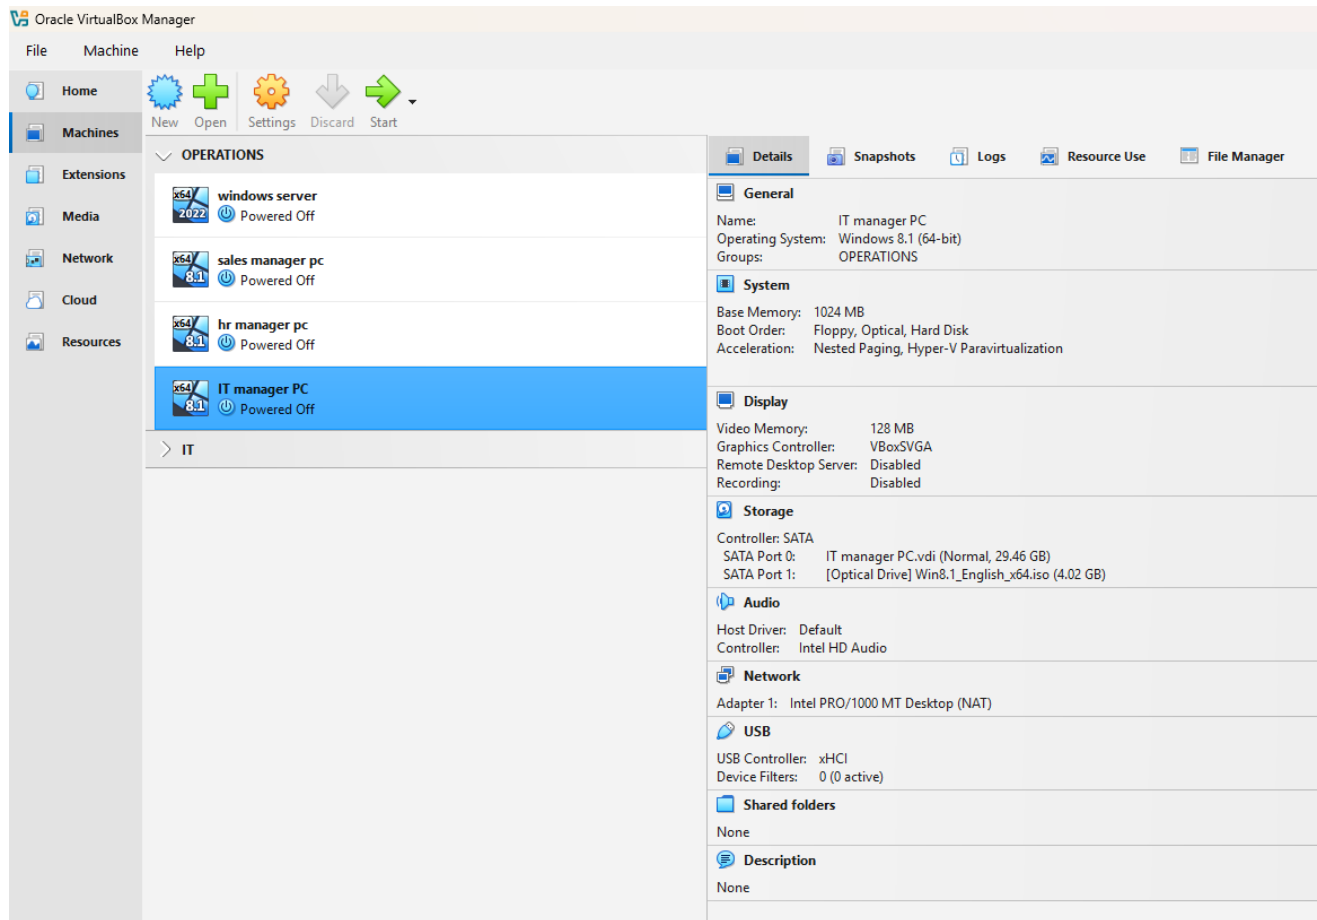 Oracle VirtualBox Manager
File Machine Help
Home
Machines
Extensions
Media
Network
Cloud
Resources
New Open Settings Discard Start
OPERATIONS
x64 2022
windows server
Powered Off
x64 8.1
sales manager pc
Powered Off
x64 8.1
hr manager pc
Powered Off
x64 8.1
IT manager PC
Powered Off
IT
Details Snapshots Logs Resource Use File Manager
General
Name: IT manager PC
Operating System: Windows 8.1 (64-bit)
Groups: OPERATIONS
System
Base Memory: 1024 MB
Boot Order: Floppy, Optical, Hard Disk
Acceleration: Nested Paging, Hyper-V Paravirtualization
Display
Video Memory: 128 MB
Graphics Controller: VBoxSVGA
Remote Desktop Server: Disabled
Recording: Disabled
Storage
Controller: SATA
SATA Port 0: IT manager PC.vdi (Normal, 29.46 GB)
SATA Port 1: [Optical Drive] Win8.1_English_x64.iso (4.02 GB)
Audio
Host Driver: Default
Controller: Intel HD Audio
Network
Adapter 1: Intel PRO/1000 MT Desktop (NAT)
USB
USB Controller: xHCI
Device Filters: 0 (0 active)
Shared folders
None
Description
None